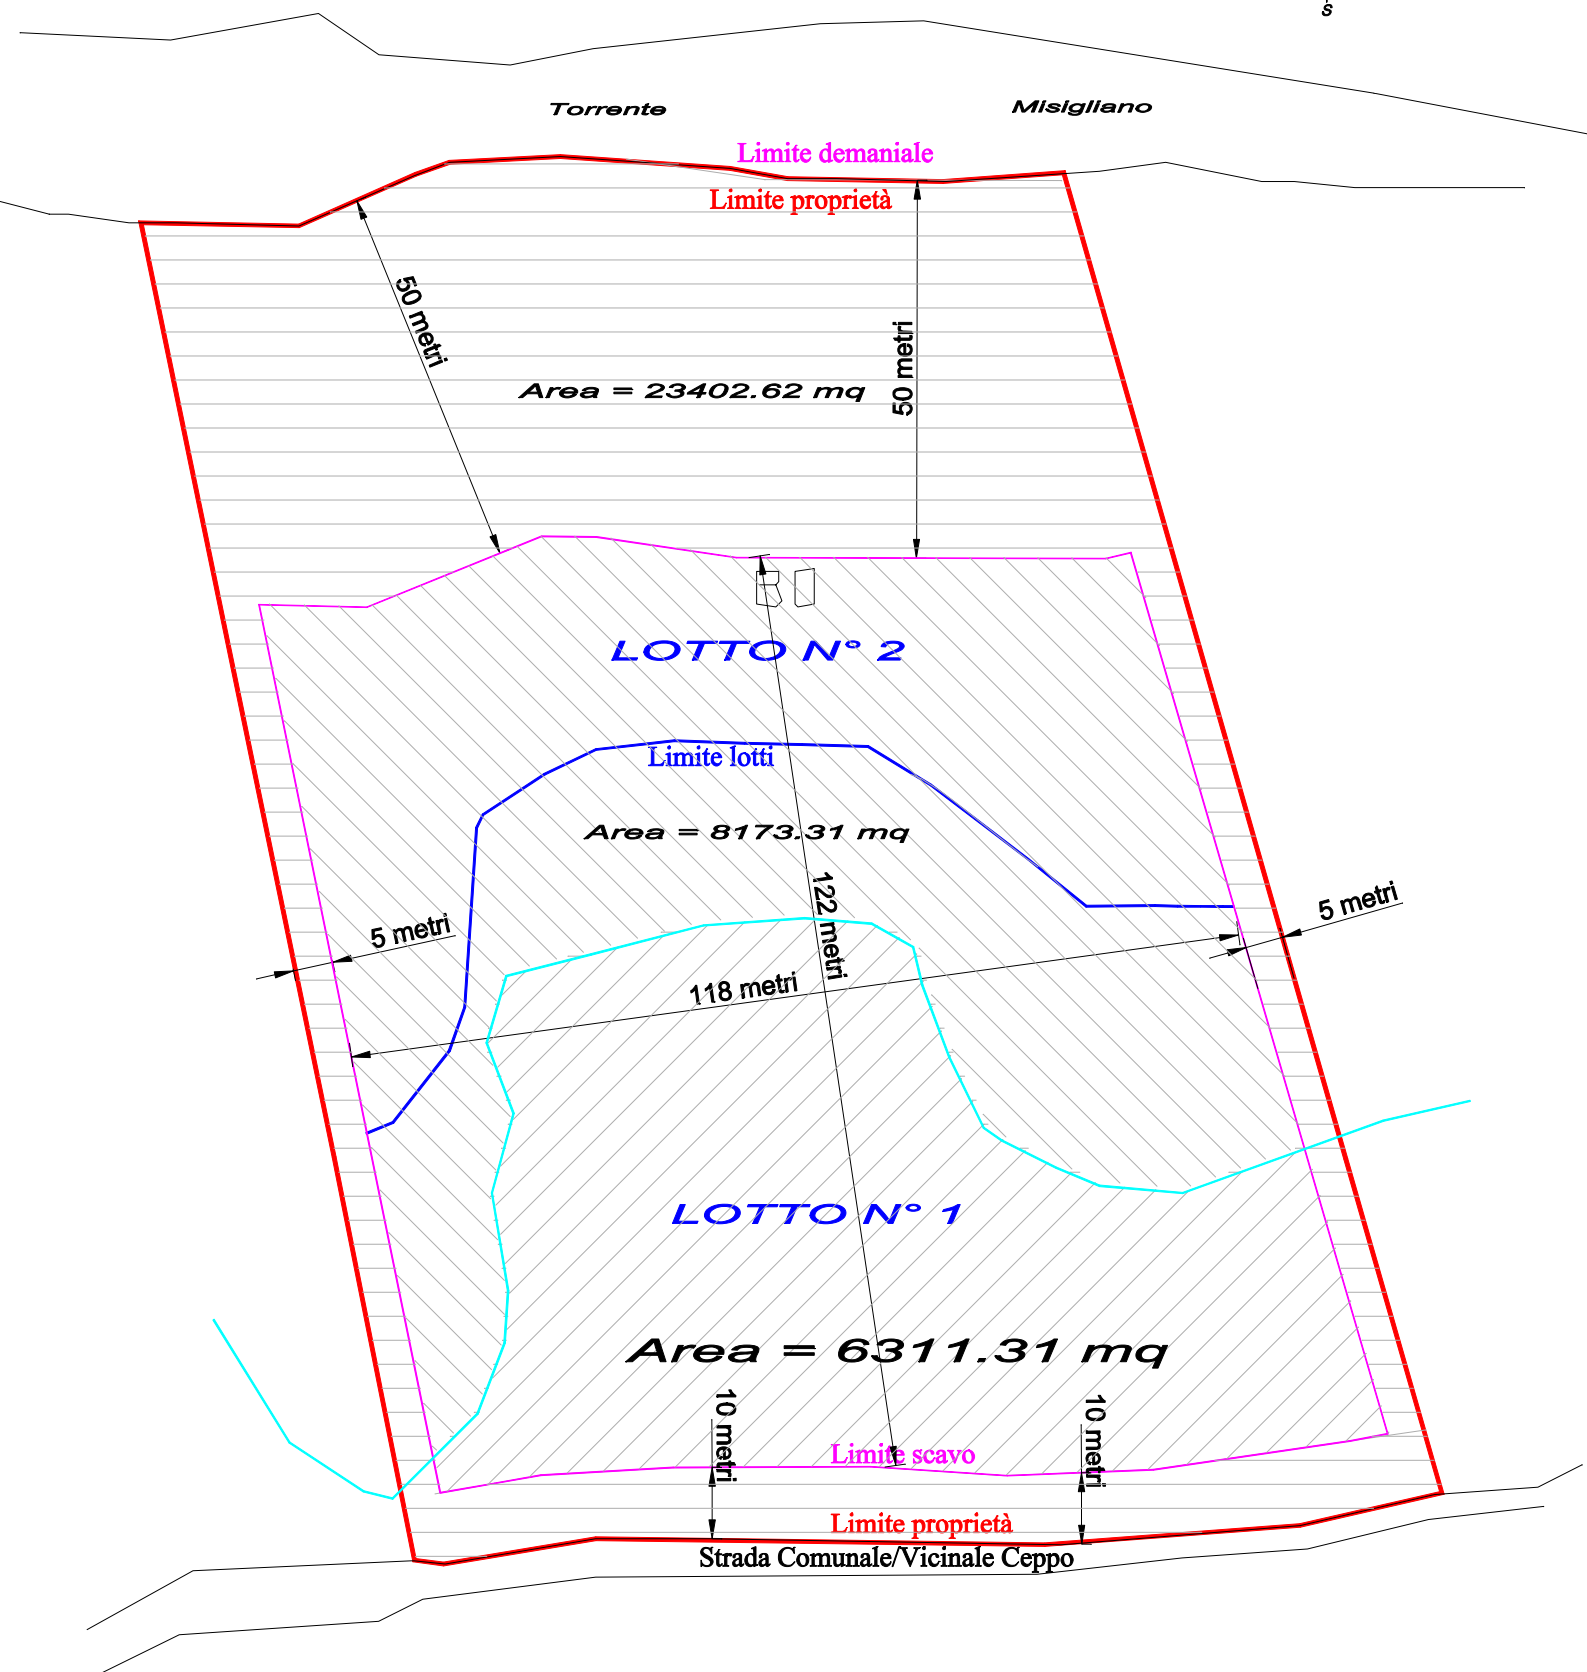 s
Torrente
Misigliano
Limite demaniale
Limite proprietà
50 metri
50 metri
Area = 23402.62 mq
LOTTO N° 2
Limite lotti
Area = 8173.31 mq
122 metri
5 metri
5 metri
118 metri
LOTTO N° 1
Area = 6311.31 mq
10 metri
10 metri
Limite scavo
Limite proprietà
Strada Comunale/Vicinale Ceppo